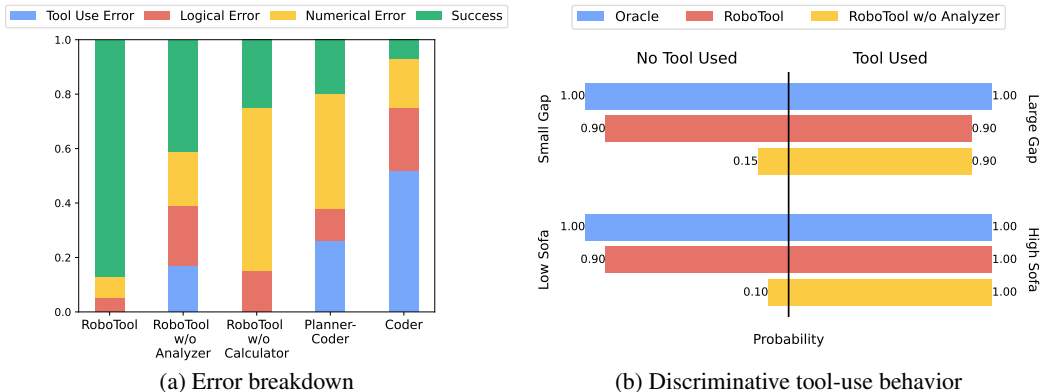 Tool Use Error Logical Error Numerical Error Success
1.0
0.8
0.6
0.4
0.2
0.0
RoboTool
RoboTool
w/o
Analyzer
RoboTool
w/o
Calculator
Planner-
Coder
Coder
(a) Error breakdown
Oracle RoboTool RoboTool w/o Analyzer
No Tool Used Tool Used
Small Gap
Large Gap
1.00 1.00
0.90 0.90
0.15 0.90
Low Sofa
High Sofa
1.00 1.00
0.90 1.00
0.10 1.00
Probability
(b) Discriminative tool-use behavior